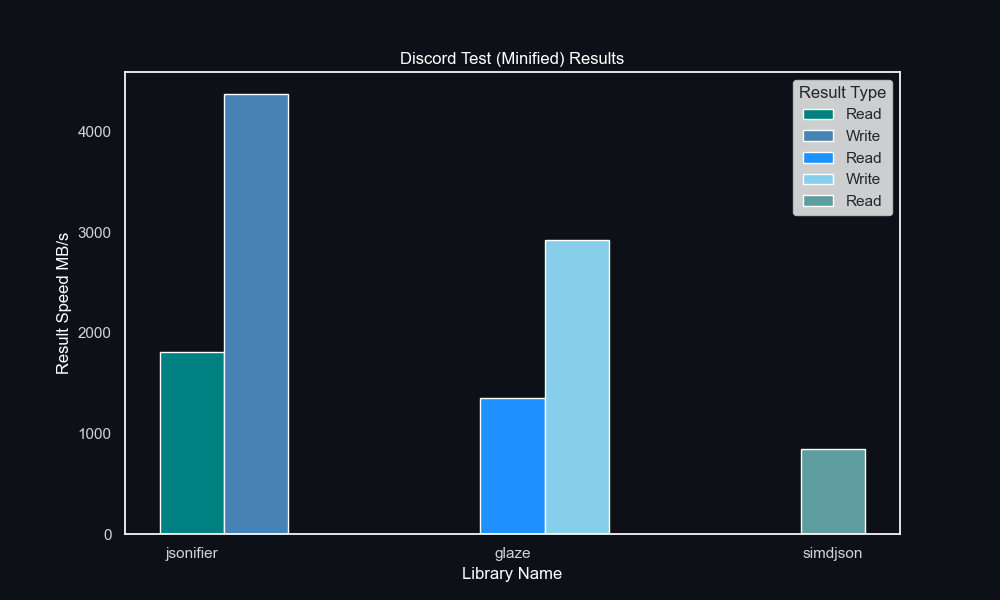 Discord Test (Minified) Results
Result Type
Read
Write
Read
Write
Read
Result Speed MB/s
4000
3000
2000
1000
0
jsonifier
glaze
simdjson
Library Name